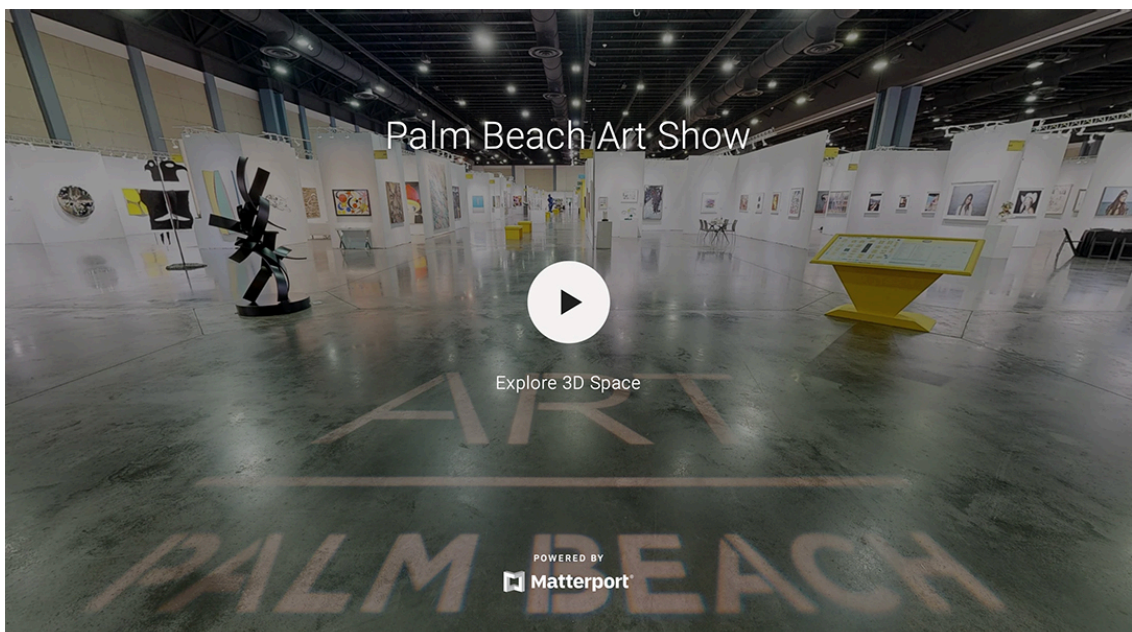 Palm Beach Art Show
Explore 3D Space
ART
PALM BEACH
POWERED BY
Matterport®